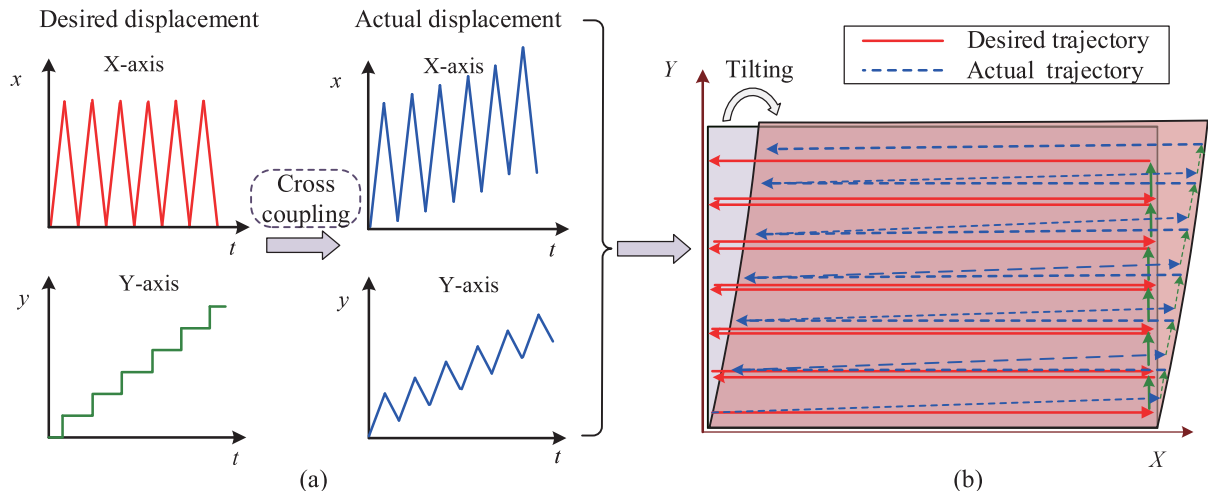 Desired displacement
Actual displacement
x
X-axis
t
x
X-axis
t
Cross
coupling
y
Y-axis
t
y
Y-axis
t
(a)
Desired trajectory
Actual trajectory
Y
Tilting
X
(b)